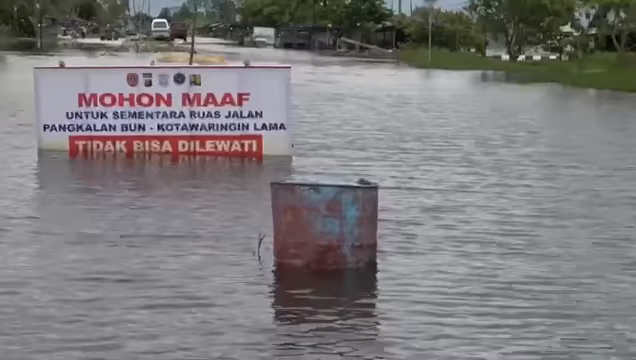 MOHON MAAF
UNTUK SEMENTARA RUAS JALAN
PANGKALAN BUN - KOTAWARINGIN LAMA
TIDAK BISA DILEWATI